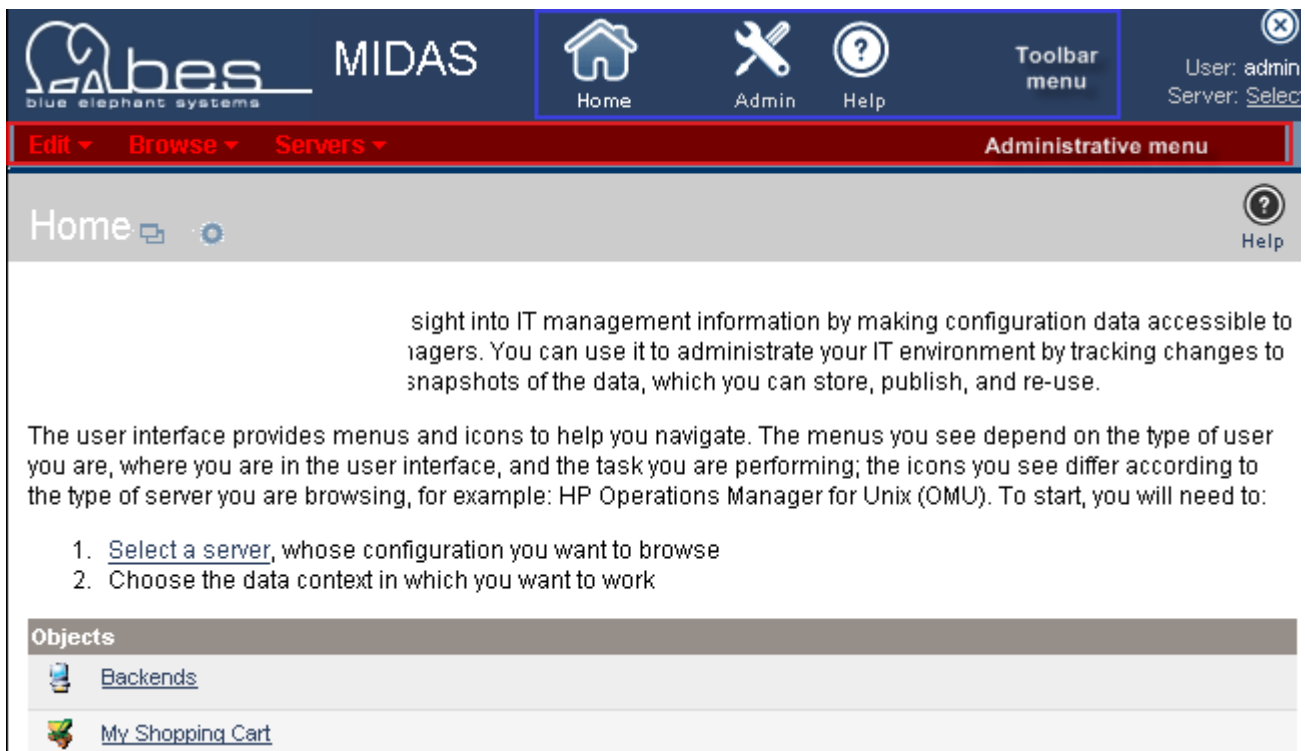 bes
blue elephant systems
MIDAS
Home
Admin
Help
Toolbar
menu
User: admin
Server: Select
Edit
Browse
Servers
Administrative menu
Home
Help
sight into IT management information by making configuration data accessible to
nagers. You can use it to administrate your IT environment by tracking changes to
snapshots of the data, which you can store, publish, and re-use.
The user interface provides menus and icons to help you navigate. The menus you see depend on the type of user
you are, where you are in the user interface, and the task you are performing; the icons you see differ according to
the type of server you are browsing, for example: HP Operations Manager for Unix (OMU). To start, you will need to:
1. Select a server, whose configuration you want to browse
2. Choose the data context in which you want to work
Objects
Backends
My Shopping Cart